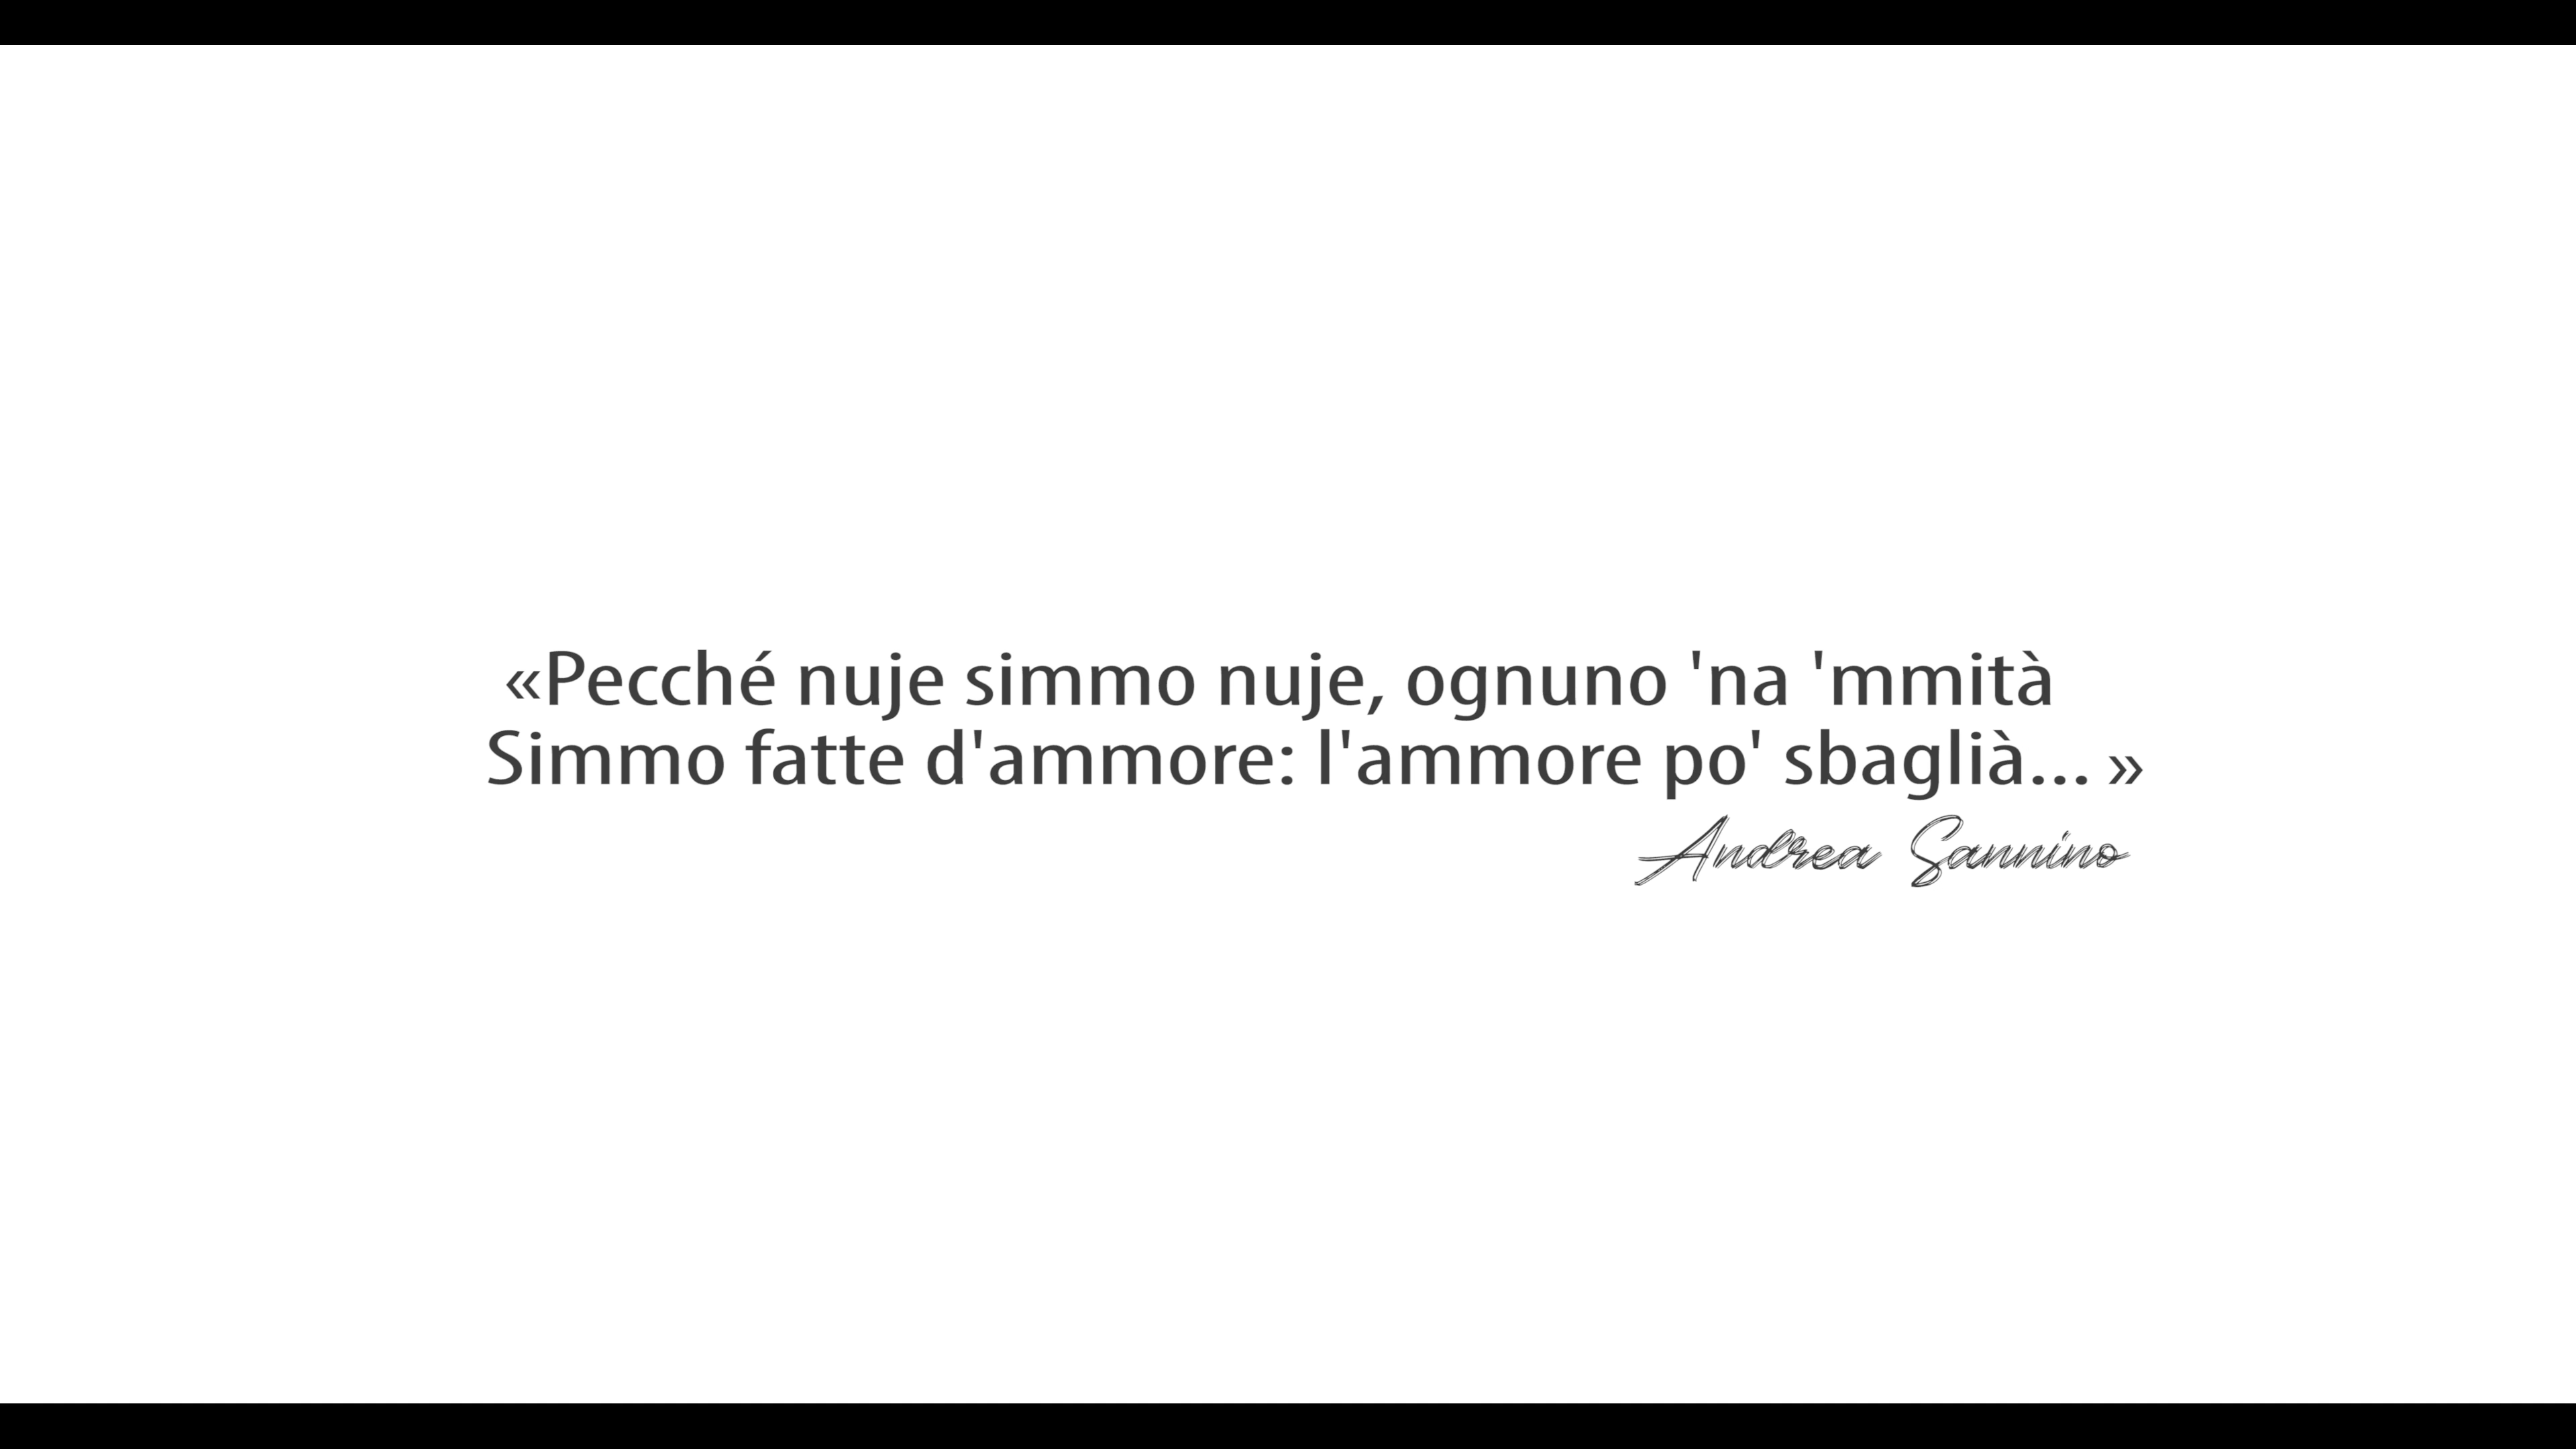 «Pecché nuje simmo nuje, ognuno 'na 'mmità
Simmo fatte d'ammore: l'ammore po' sbaglià... »
Andrea Sannino